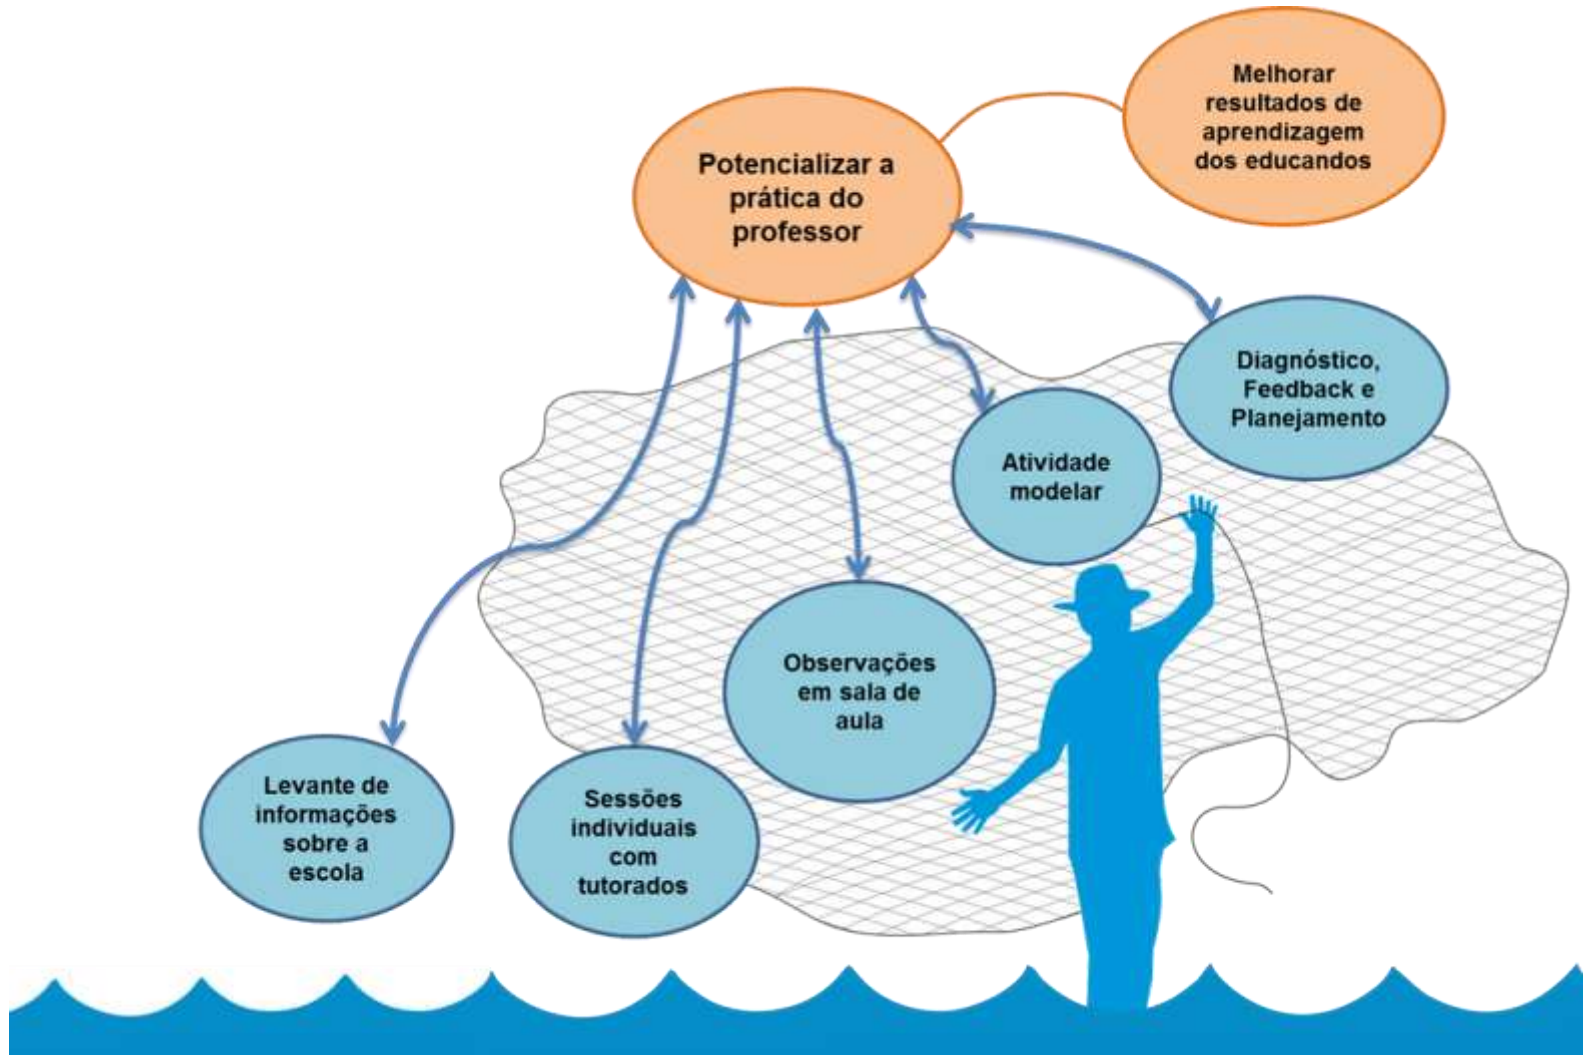 Melhorar
resultados de
aprendizagem
dos educandos
Potencializar a
prática do
professor
Diagnóstico,
Feedback e
Planejamento
Atividade
modelar
Observações
em sala de
aula
Levante de
informações
sobre a
escola
Sessões
individuais
com
tutorados